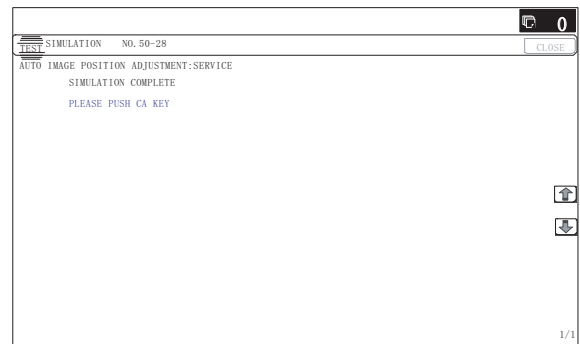 0
TEST SIMULATION NO. 50-28 CLOSE
AUTO IMAGE POSITION ADJUSTMENT:SERVICE
SIMULATION COMPLETE
PLEASE PUSH CA KEY
1/1